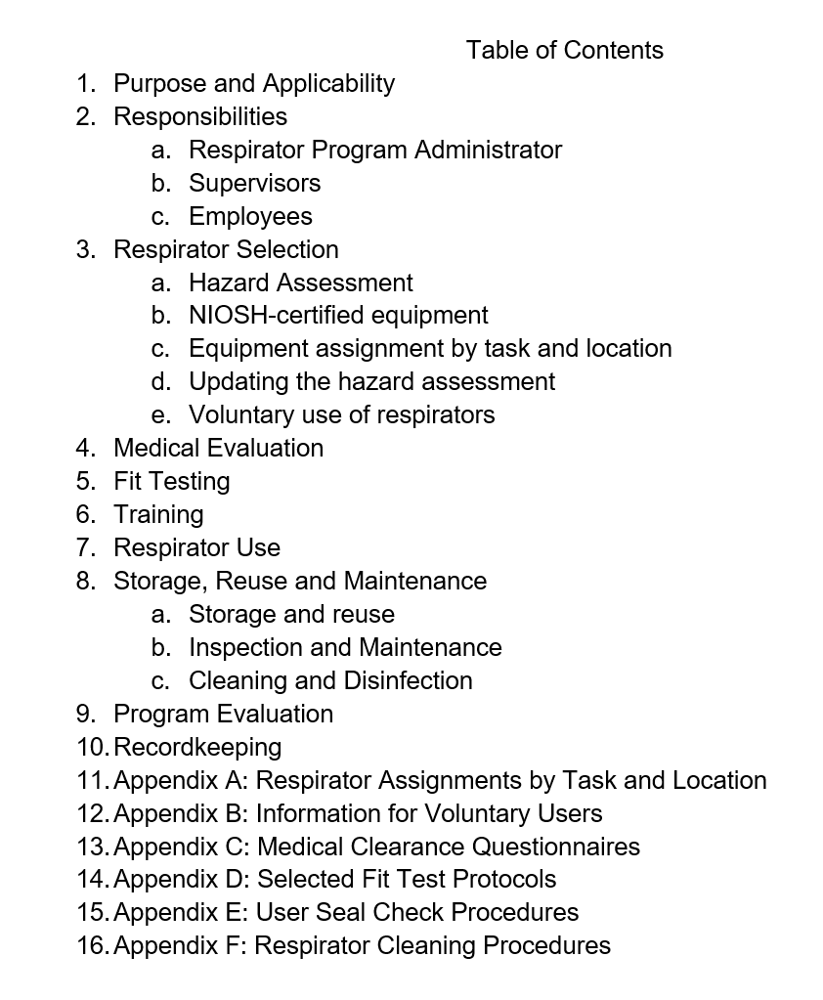 Table of Contents
1. Purpose and Applicability
2. Responsibilities
a. Respirator Program Administrator
b. Supervisors
c. Employees
3. Respirator Selection
a. Hazard Assessment
b. NIOSH-certified equipment
c. Equipment assignment by task and location
d. Updating the hazard assessment
e. Voluntary use of respirators
4. Medical Evaluation
5. Fit Testing
6. Training
7. Respirator Use
8. Storage, Reuse and Maintenance
a. Storage and reuse
b. Inspection and Maintenance
c. Cleaning and Disinfection
9. Program Evaluation
10. Recordkeeping
11. Appendix A: Respirator Assignments by Task and Location
12. Appendix B: Information for Voluntary Users
13. Appendix C: Medical Clearance Questionnaires
14. Appendix D: Selected Fit Test Protocols
15. Appendix E: User Seal Check Procedures
16. Appendix F: Respirator Cleaning Procedures